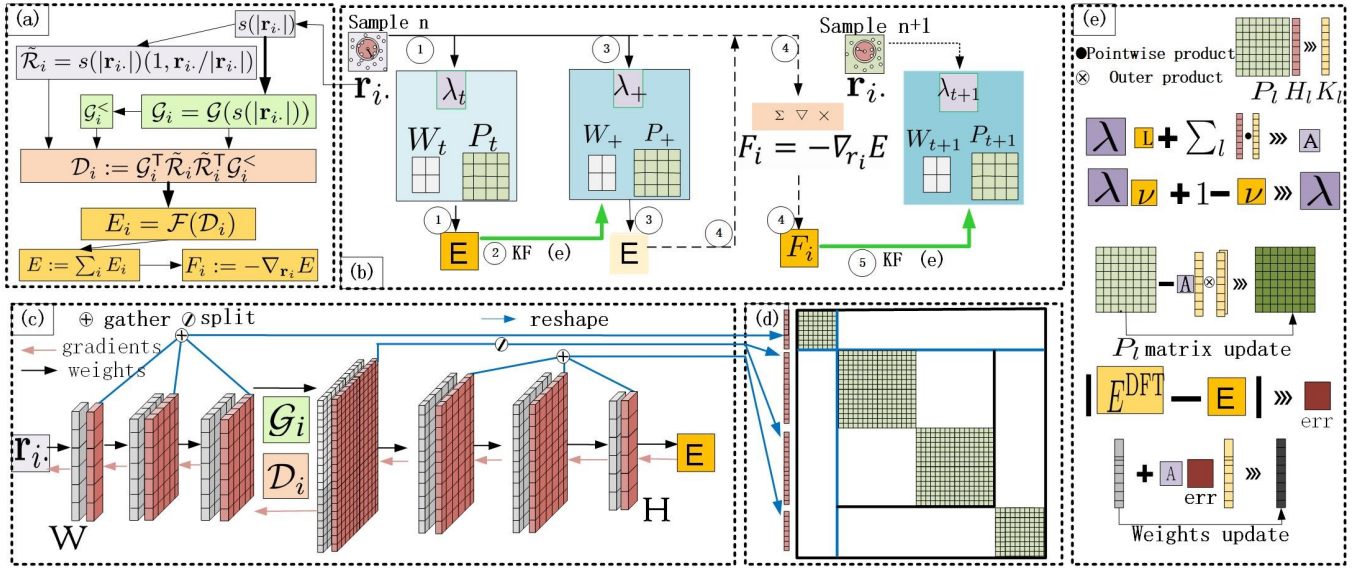 (a)
s(|r_i.|)
R̃_i = s(|r_i.|)(1, r_i./|r_i.|)
G_i^<
G_i = G(s(|r_i.|))
D_i := G_i^T R̃_i R̃_i^T G_i^<
E_i = F(D_i)
E := ∑_i E_i
F_i := −∇_{r_i} E
(b)
Sample n
r_i.
1
3
4
4
Sample n+1
r_i.
λ_t
W_t
P_t
λ_+
W_+
P_+
Σ ▽ ×
F_i = −∇_{r_i} E
λ_{t+1}
W_{t+1}
P_{t+1}
1
3
4
E
2 KF (e)
E
F_i
5 KF (e)
(c)
⊕ gather ⊘ split
reshape
gradients
weights
r_i.
G_i
D_i
E
W
H
(d)
(e)
●Pointwise product
⊗ Outer product
P_l H_l K_l
λ L + ∑_l • ⋙ A
λ ν + 1 − ν ⋙ λ
− A ⊗ ⋙
P_l matrix update
| E^DFT − E | ⋙
err
+ A ⋙
err
Weights update